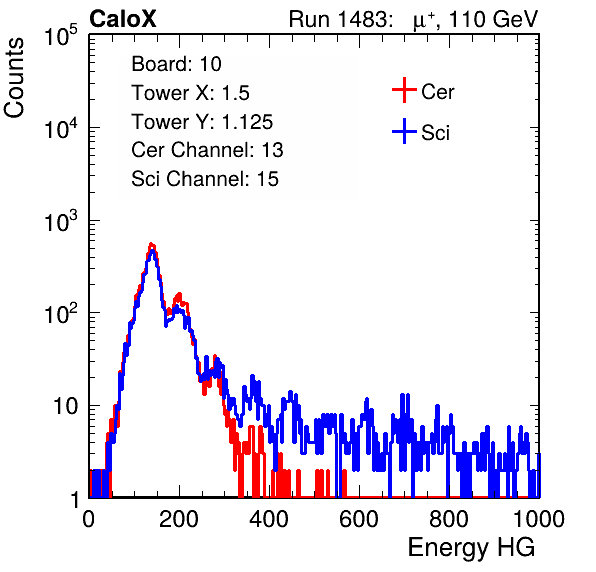 CaloX Run 1483: μ⁺, 110 GeV
Board: 10
Tower X: 1.5
Tower Y: 1.125
Cer Channel: 13
Sci Channel: 15
Cer
Sci
Counts
10⁵
10⁴
10³
10²
10
1
0 200 400 600 800 1000
Energy HG